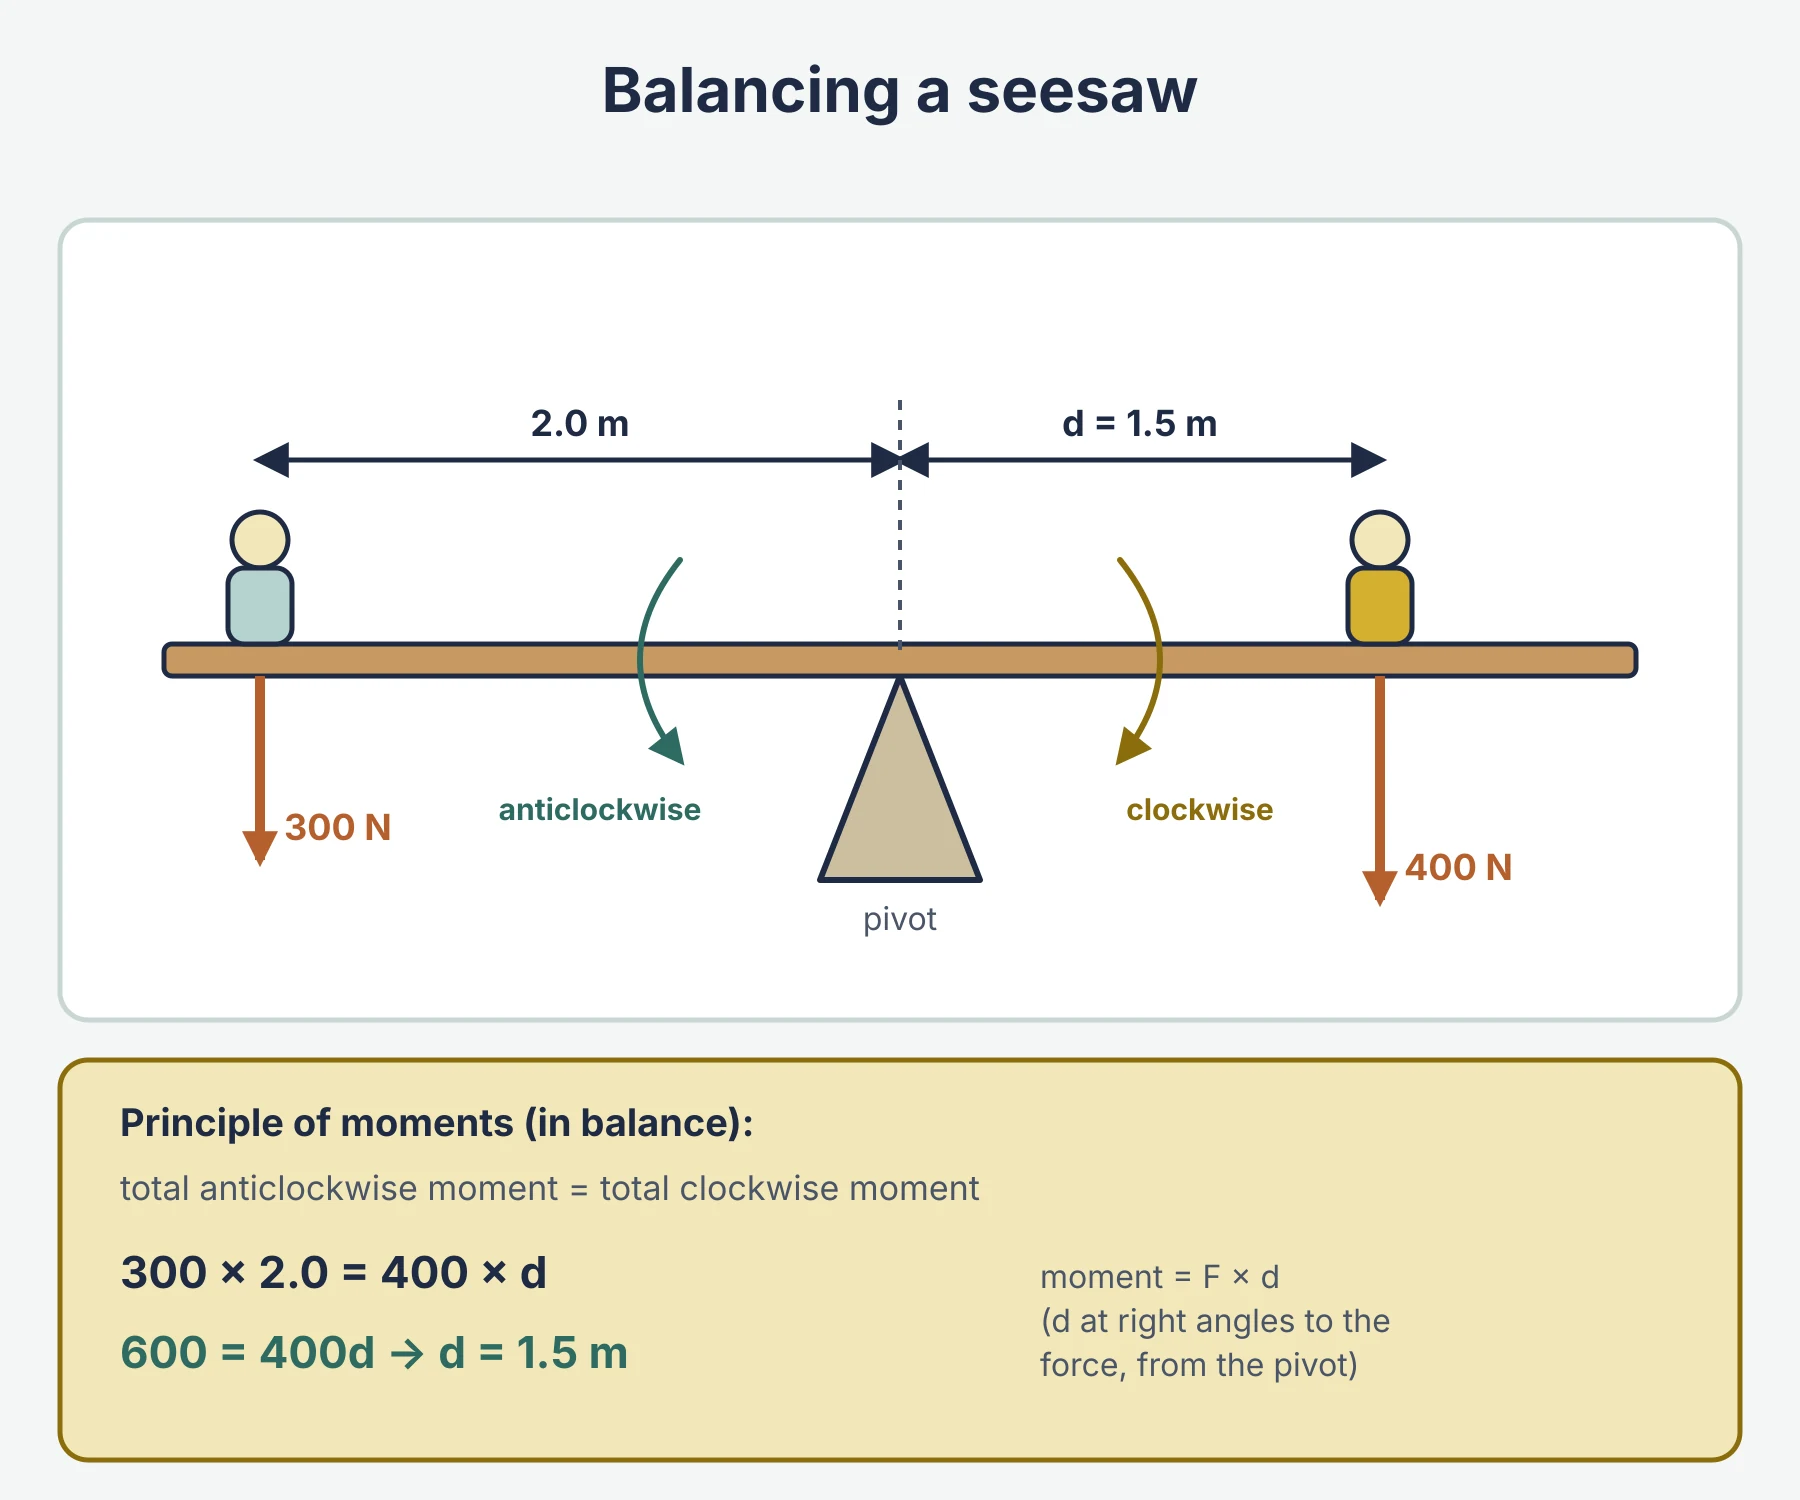 Balancing a seesaw
2.0 m
d = 1.5 m
anticlockwise
clockwise
300 N
400 N
pivot
Principle of moments (in balance):
total anticlockwise moment = total clockwise moment
300 × 2.0 = 400 × d
600 = 400d → d = 1.5 m
moment = F × d
(d at right angles to the
force, from the pivot)